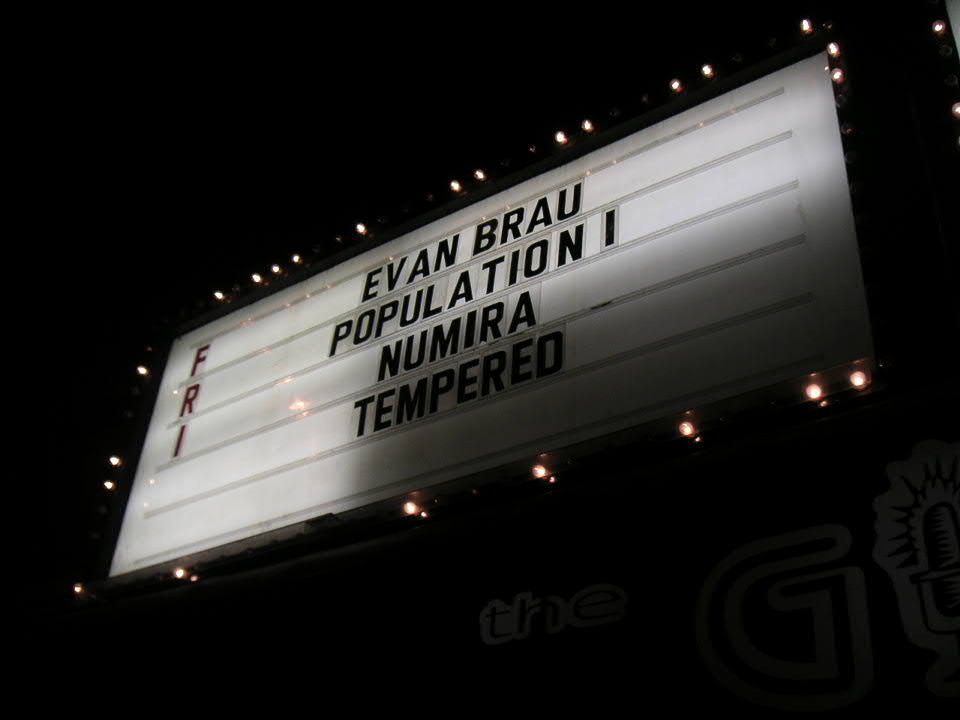 EVAN BRAU
POPULATION I
NUMIRA
TEMPERED
FRI
the
G